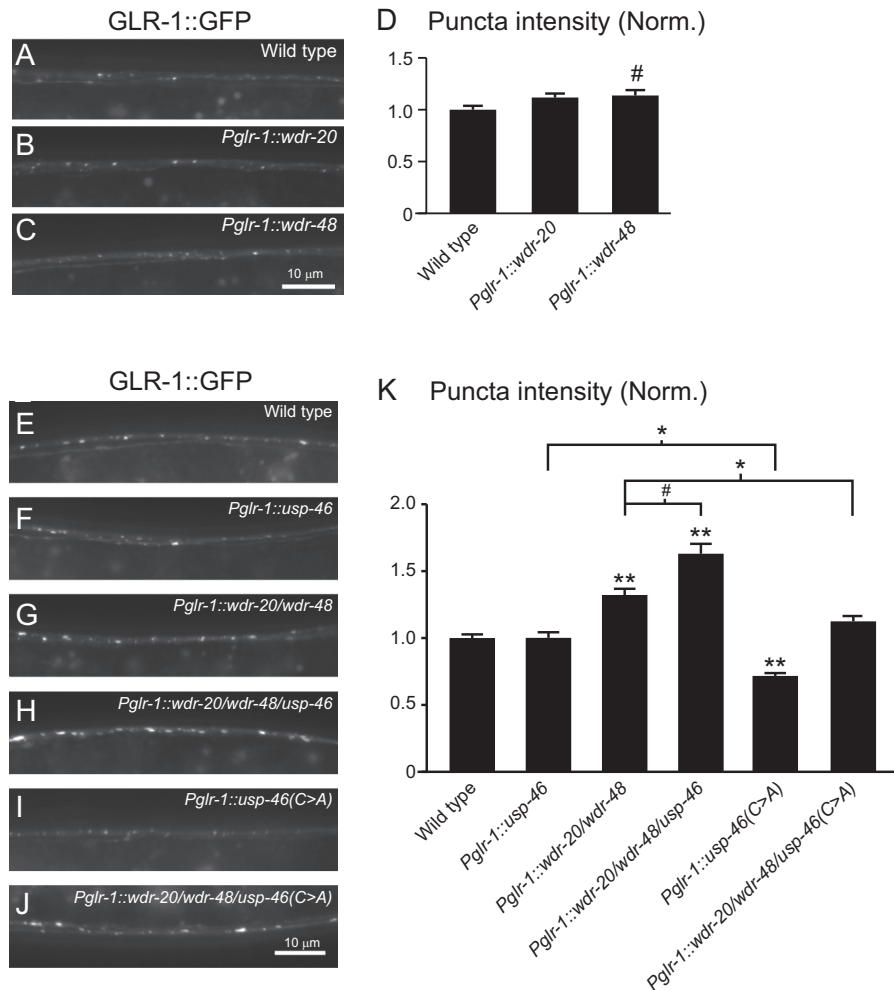 GLR-1::GFP
A
Wild type
B
Pglr-1::wdr-20
C
Pglr-1::wdr-48
10 μm
D Puncta intensity (Norm.)
1.5
1.0
0.5
0
#
Wild type
Pglr-1::wdr-20
Pglr-1::wdr-48
GLR-1::GFP
E
Wild type
F
Pglr-1::usp-46
G
Pglr-1::wdr-20/wdr-48
H
Pglr-1::wdr-20/wdr-48/usp-46
I
Pglr-1::usp-46(C>A)
J
Pglr-1::wdr-20/wdr-48/usp-46(C>A)
10 μm
K Puncta intensity (Norm.)
*
*
#
2.0
1.5
1.0
0.5
0
**
**
**
Wild type
Pglr-1::usp-46
Pglr-1::wdr-20/wdr-48
Pglr-1::wdr-20/wdr-48/usp-46
Pglr-1::usp-46(C>A)
Pglr-1::wdr-20/wdr-48/usp-46(C>A)